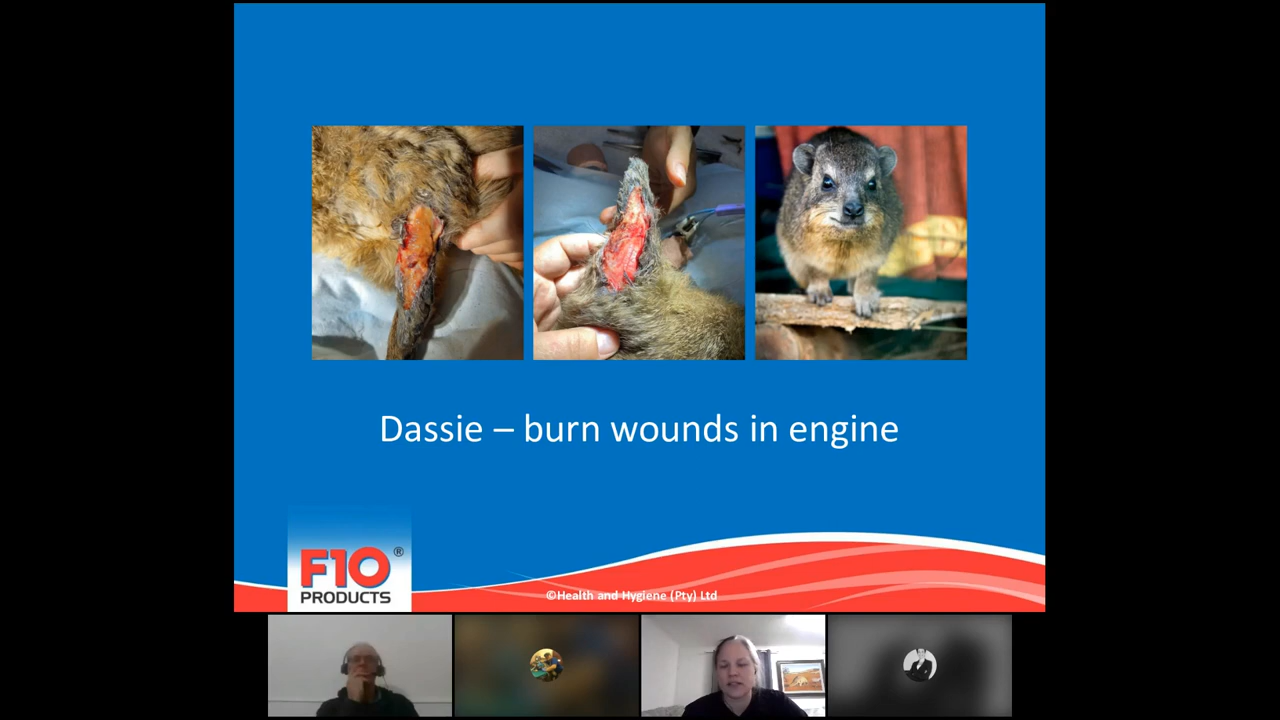 Dassie – burn wounds in engine
F10®
PRODUCTS
©Health and Hygiene (Pty) Ltd